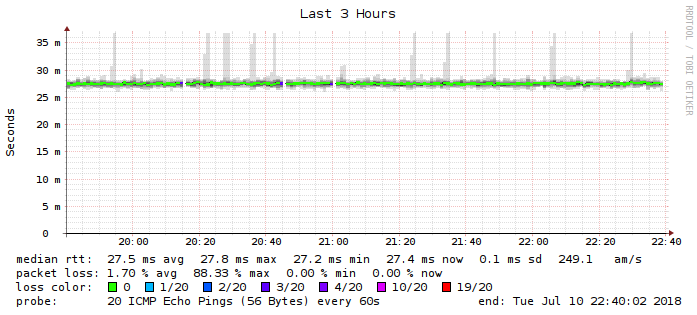 Last 3 Hours
RRDTOOL / TOBI OETIKER
Seconds
35 m
30 m
25 m
20 m
15 m
10 m
5 m
0
20:00 20:20 20:40 21:00 21:20 21:40 22:00 22:20 22:40
median rtt: 27.5 ms avg 27.8 ms max 27.2 ms min 27.4 ms now 0.1 ms sd 249.1 am/s
packet loss: 1.70 % avg 88.33 % max 0.00 % min 0.00 % now
loss color: 0 1/20 2/20 3/20 4/20 10/20 19/20
probe: 20 ICMP Echo Pings (56 Bytes) every 60s end: Tue Jul 10 22:40:02 2018